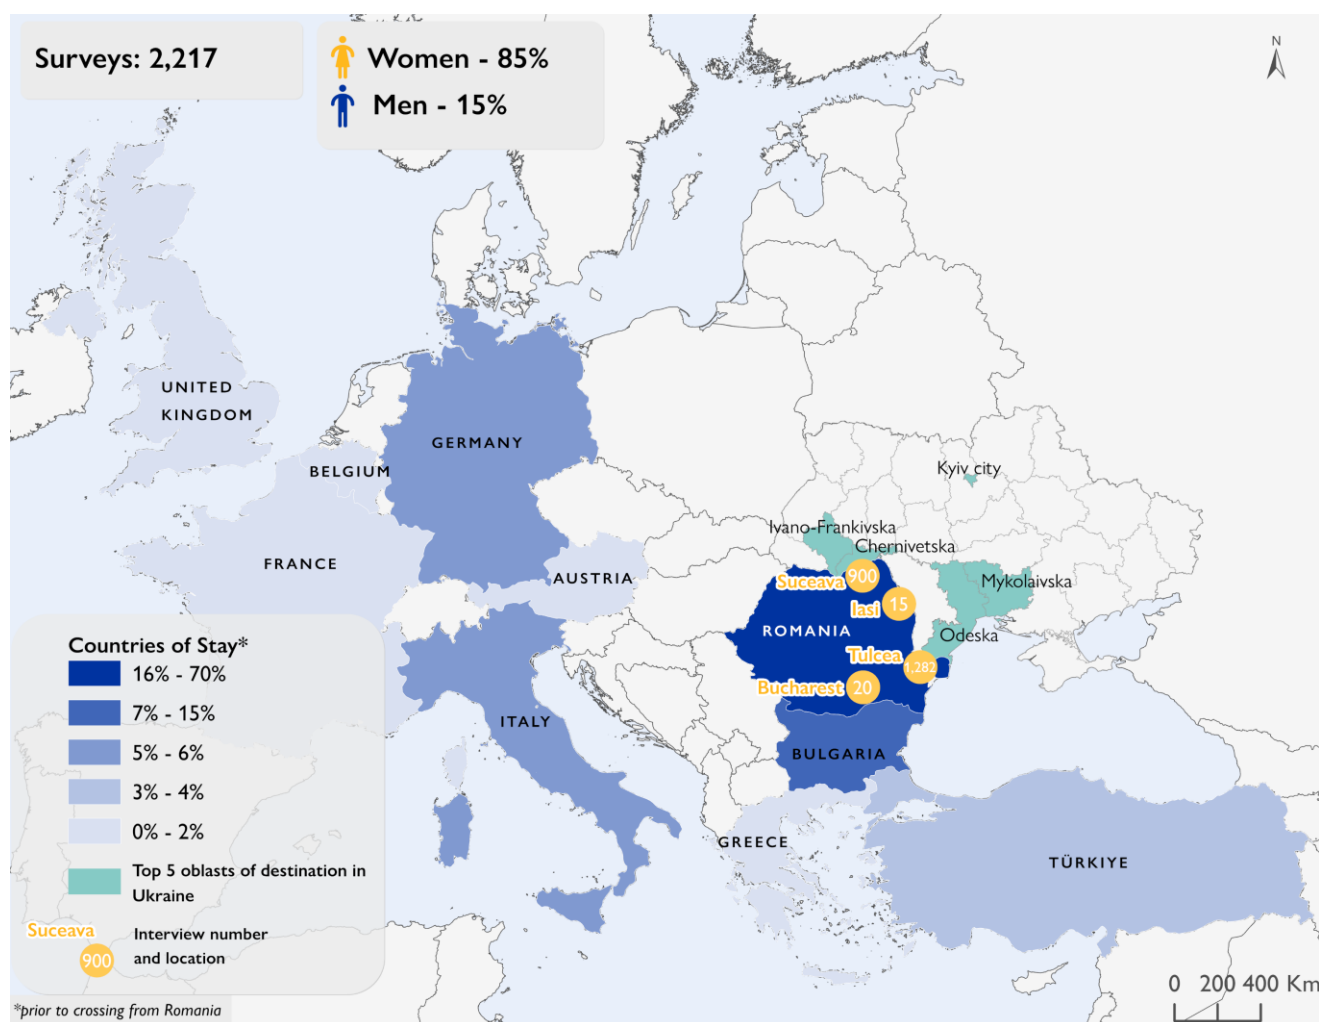 Surveys: 2,217
Women - 85%
Men - 15%
N
UNITED
KINGDOM
GERMANY
BELGIUM
Kyiv city
Ivano-Frankivska
Chernivetska
FRANCE
AUSTRIA
Suceava
900
Mykolaivska
Iasi
15
ROMANIA
Odeska
Tulcea
1,282
Bucharest
20
ITALY
BULGARIA
GREECE
TÜRKIYE
Countries of Stay*
16% - 70%
7% - 15%
5% - 6%
3% - 4%
0% - 2%
Top 5 oblasts of destination in
Ukraine
Suceava
900
Interview number
and location
*prior to crossing from Romania
0 200 400 Km